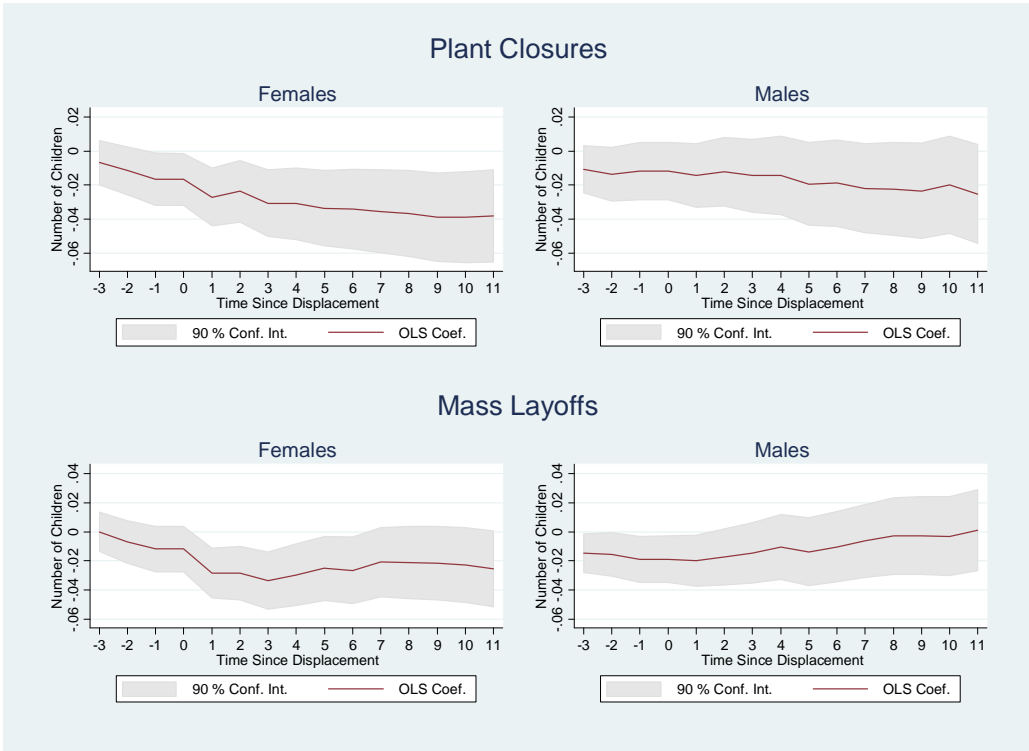 Plant Closures
Females
Males
Number of Children
.02
0
-.02
-.04
-.06
-3 -2 -1 0 1 2 3 4 5 6 7 8 9 10 11
Time Since Displacement
90 % Conf. Int. OLS Coef.
Number of Children
.02
0
-.02
-.04
-.06
-3 -2 -1 0 1 2 3 4 5 6 7 8 9 10 11
Time Since Displacement
90 % Conf. Int. OLS Coef.
Mass Layoffs
Females
Males
Number of Children
.04
.02
0
-.02
-.04
-.06
-3 -2 -1 0 1 2 3 4 5 6 7 8 9 10 11
Time Since Displacement
90 % Conf. Int. OLS Coef.
Number of Children
.04
.02
0
-.02
-.04
-.06
-3 -2 -1 0 1 2 3 4 5 6 7 8 9 10 11
Time Since Displacement
90 % Conf. Int. OLS Coef.